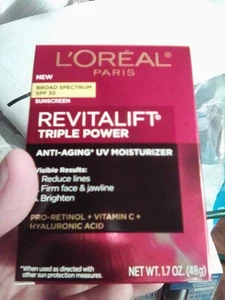 L'ORÉAL
PARIS
NEW
BROAD SPECTRUM
SPF 30
SUNSCREEN
REVITALIFT®
TRIPLE POWER
ANTI-AGING* UV MOISTURIZER
Visible Results:
Reduce lines
Firm face & jawline
Brighten
PRO-RETINOL + VITAMIN C +
HYALURONIC ACID
*When used as directed with
other sun protection measures.
NET WT. 1.7 OZ. (48g)